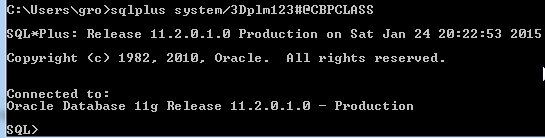 C:\Users\gro>sqlplus system/3Dplm123#@CBPCLASS
SQL*Plus: Release 11.2.0.1.0 Production on Sat Jan 24 20:22:53 2015
Copyright (c) 1982, 2010, Oracle.  All rights reserved.
Connected to:
Oracle Database 11g Release 11.2.0.1.0 - Production
SQL>